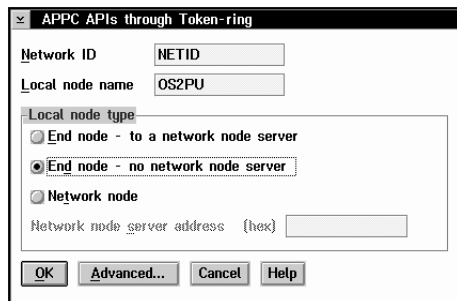 APPC APIs through Token-ring
Network ID NETID
Local node name OS2PU
Local node type
End node - to a network node server
End node - no network node server
Network node
Network node server address (hex)
OK Advanced... Cancel Help